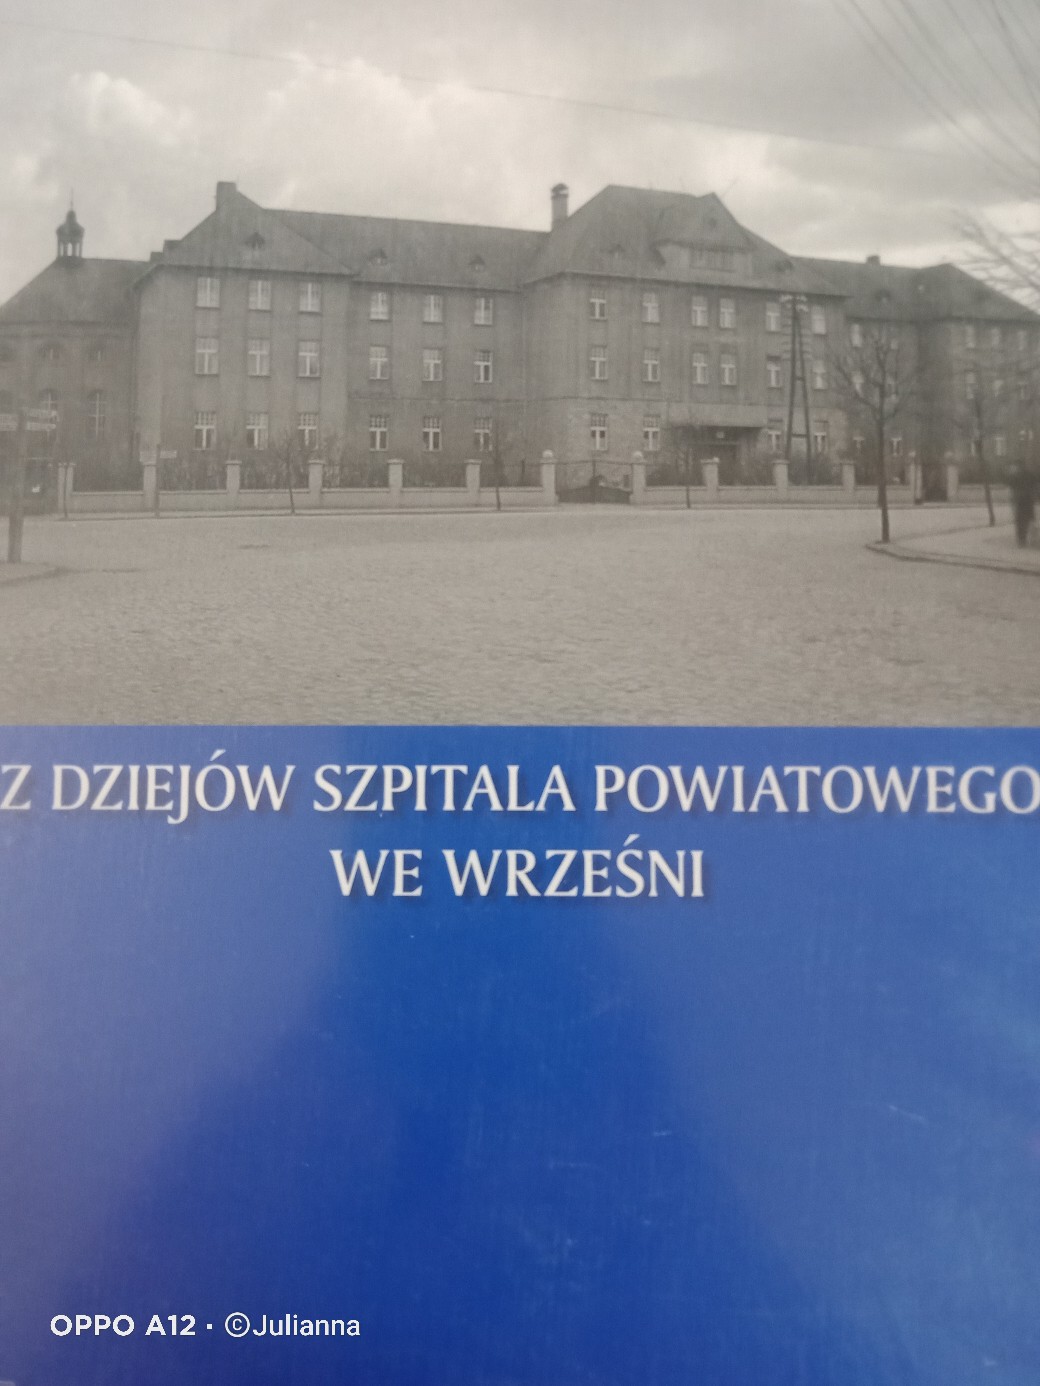 Z DZIEJÓW SZPITALA POWIATOWEGO
WE WRZEŚNI
OPPO A12 · ©Julianna